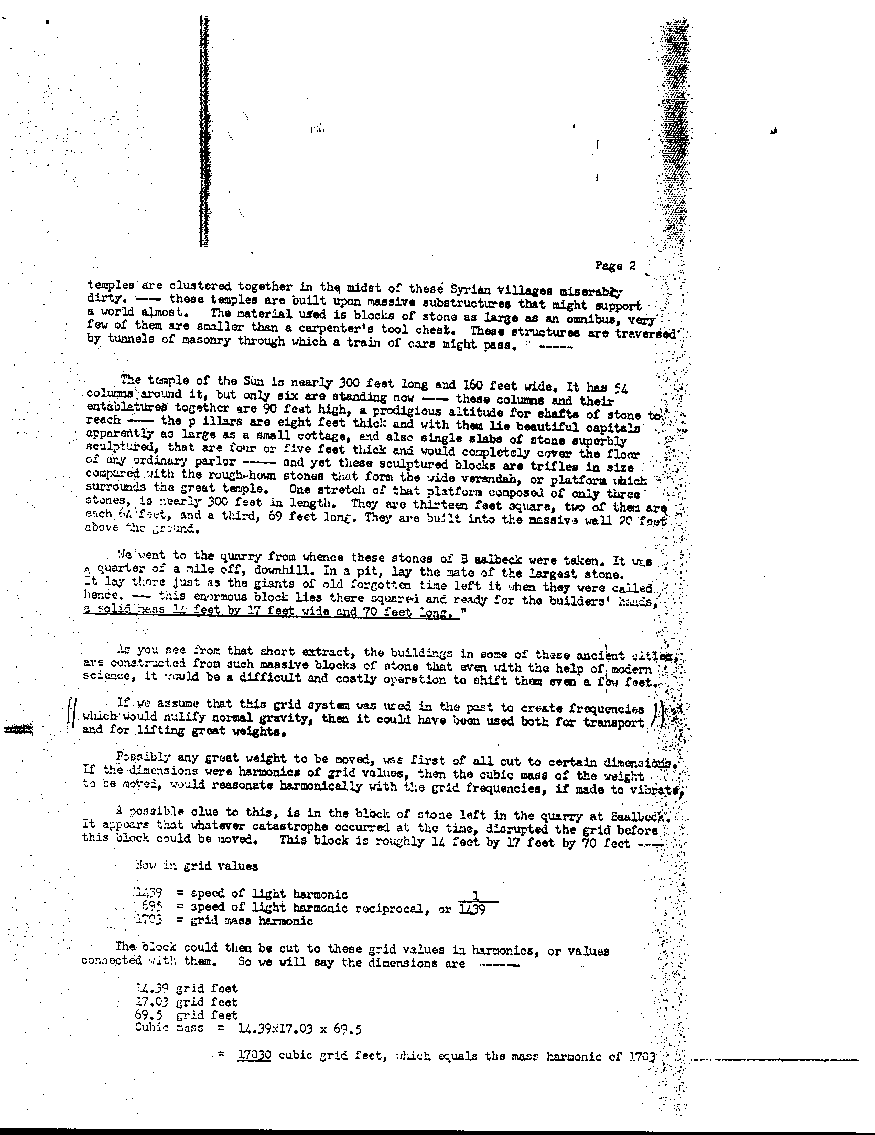 Page 2
temples are clustered together in the midst of these Syrian villages miserably
dirty. --- these temples are built upon massive substructures that might support
a world almost. The material used is blocks of stone as large as an omnibus, very
few of them are smaller than a carpenter's tool chest. These structures are traversed
by tunnels of masonry through which a train of cars might pass. " -----
The temple of the Sun is nearly 300 feet long and 160 feet wide. It has 54
columns around it, but only six are standing now --- these columns and their
entablatures together are 90 feet high, a prodigious altitude for shafts of stone to
reach --- the p illars are eight feet thick and with them lie beautiful capitals
apparently as large as a small cottage, and also single slabs of stone superbly
sculptured, that are four or five feet thick and would completely cover the floor
of any ordinary parlor ----- and yet these sculptured blocks are trifles in size
compared with the rough-hewn stones that form the wide verandah, or platform which
surrounds the great temple. One stretch of that platform composed of only three
stones, is nearly 300 feet in length. They are thirteen feet square, two of them are
each 64 feet, and a third, 69 feet long. They are built into the massive wall 20 feet
above the ground.
We went to the quarry from whence these stones of B aalbeck were taken. It was
a quarter of a mile off, downhill. In a pit, lay the mate of the largest stone.
It lay there just as the giants of old forgotten time left it when they were called
hence. -- this enormous block lies there squared and ready for the builders' hands,
a solid mass 14 feet by 17 feet wide and 70 feet long. "
As you see from that short extract, the buildings in some of these ancient cities,
are constructed from such massive blocks of stone that even with the help of modern
science, it would be a difficult and costly operation to shift them even a few feet.
If we assume that this grid system was used in the past to create frequencies
which would nulify normal gravity, then it could have been used both for transport
and for lifting great weights.
Possibly any great weight to be moved, was first of all cut to certain dimensions.
If the dimensions were harmonics of grid values, then the cubic mass of the weight
to be moved, would reasonate harmonically with the grid frequencies, if made to vibrate,
A possible clue to this, is in the block of stone left in the quarry at Baalbeck.
It appears that whatever catastrophe occurred at the time, disrupted the grid before
this block could be moved. This block is roughly 14 feet by 17 feet by 70 feet ---
Now in grid values
1439 = speed of light harmonic
695 = speed of light harmonic reciprocal, or 1/1439
1703 = grid mass harmonic
The block could then be cut to these grid values in harmonics, or values
connected with them. So we will say the dimensions are -----
14.39 grid feet
17.03 grid feet
69.5 grid feet
Cubic mass = 14.39x17.03 x 69.5
= 17030 cubic grid feet, which equals the mass harmonic of 1703